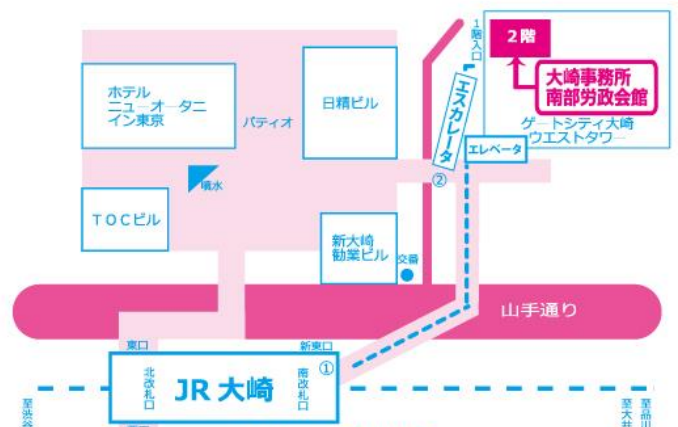 1階入口
2階
大崎事務所
南部労政会館
ゲートシティ大崎
ウエストタワー
エスカレータ
エレベータ
②
日精ビル
ホテル
ニューオータニ
イン東京
パティオ
噴水
TOCビル
新大崎
勧業ビル
交番
山手通り
東口
新東口
①
北改札口
JR 大崎
南改札口
至渋谷
至品川